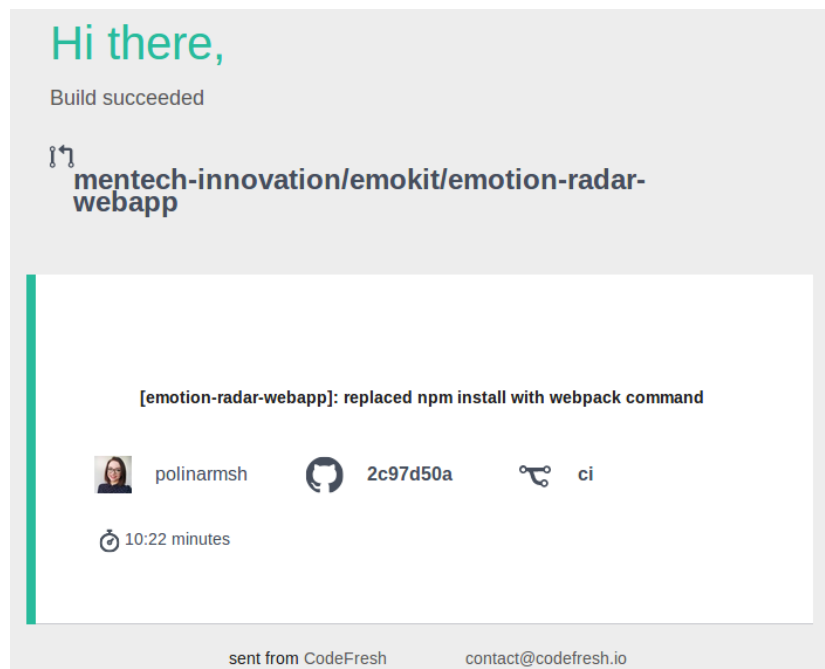 Hi there,
Build succeeded
mentech-innovation/emokit/emotion-radar-
webapp
[emotion-radar-webapp]: replaced npm install with webpack command
polinarmsh 2c97d50a ci
10:22 minutes
sent from CodeFresh contact@codefresh.io